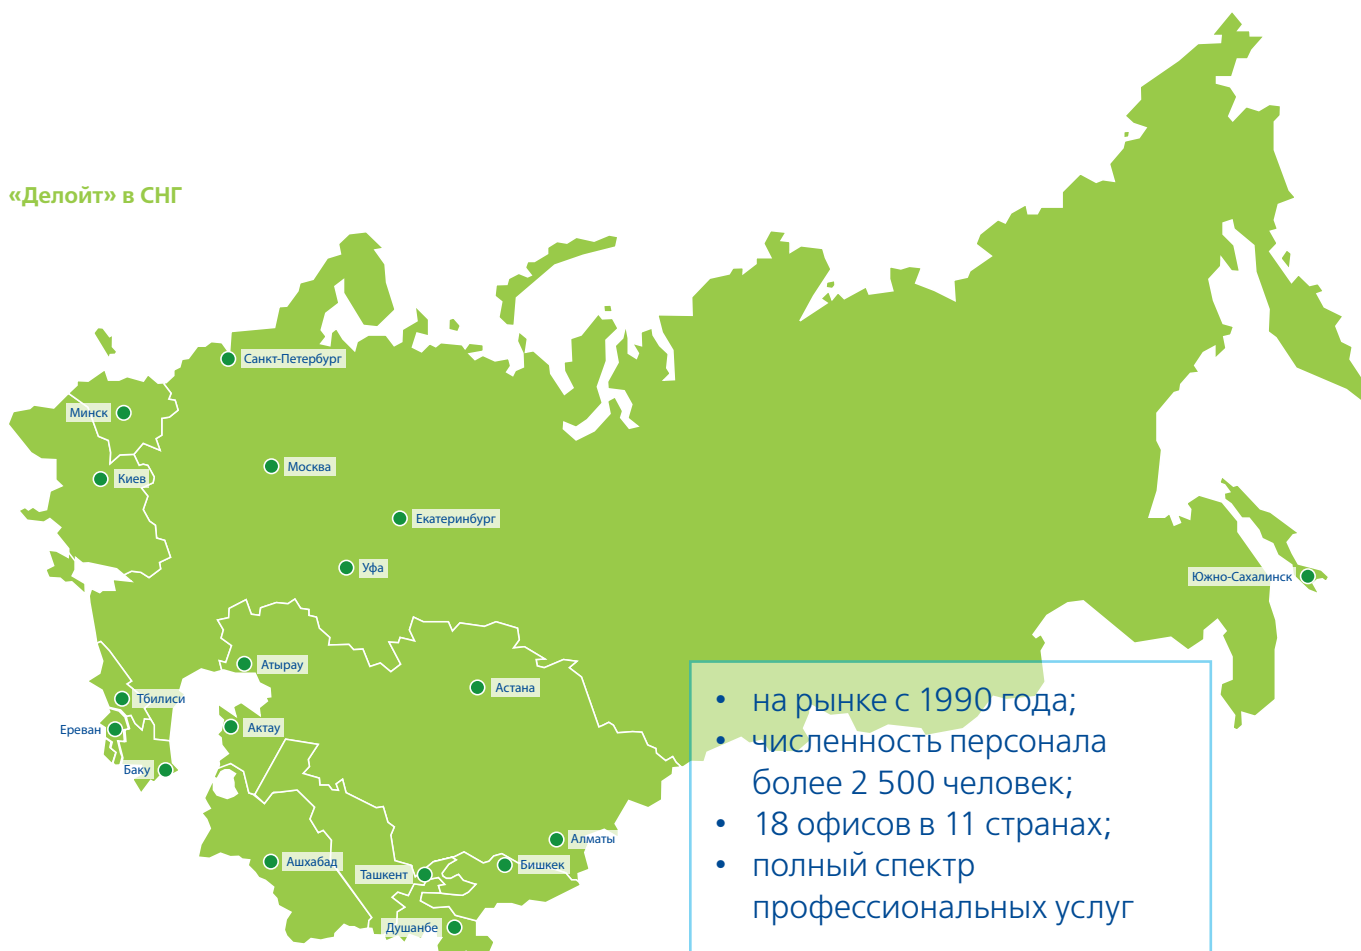 «Делойт» в СНГ
Санкт-Петербург
Минск
Москва
Киев
Екатеринбург
Уфа
Южно-Сахалинск
Атырау
Астана
Тбилиси
Ереван
Актау
Баку
Алматы
Ашхабад
Бишкек
Ташкент
Душанбе
• на рынке с 1990 года;
• численность персонала
более 2 500 человек;
• 18 офисов в 11 странах;
• полный спектр
профессиональных услуг